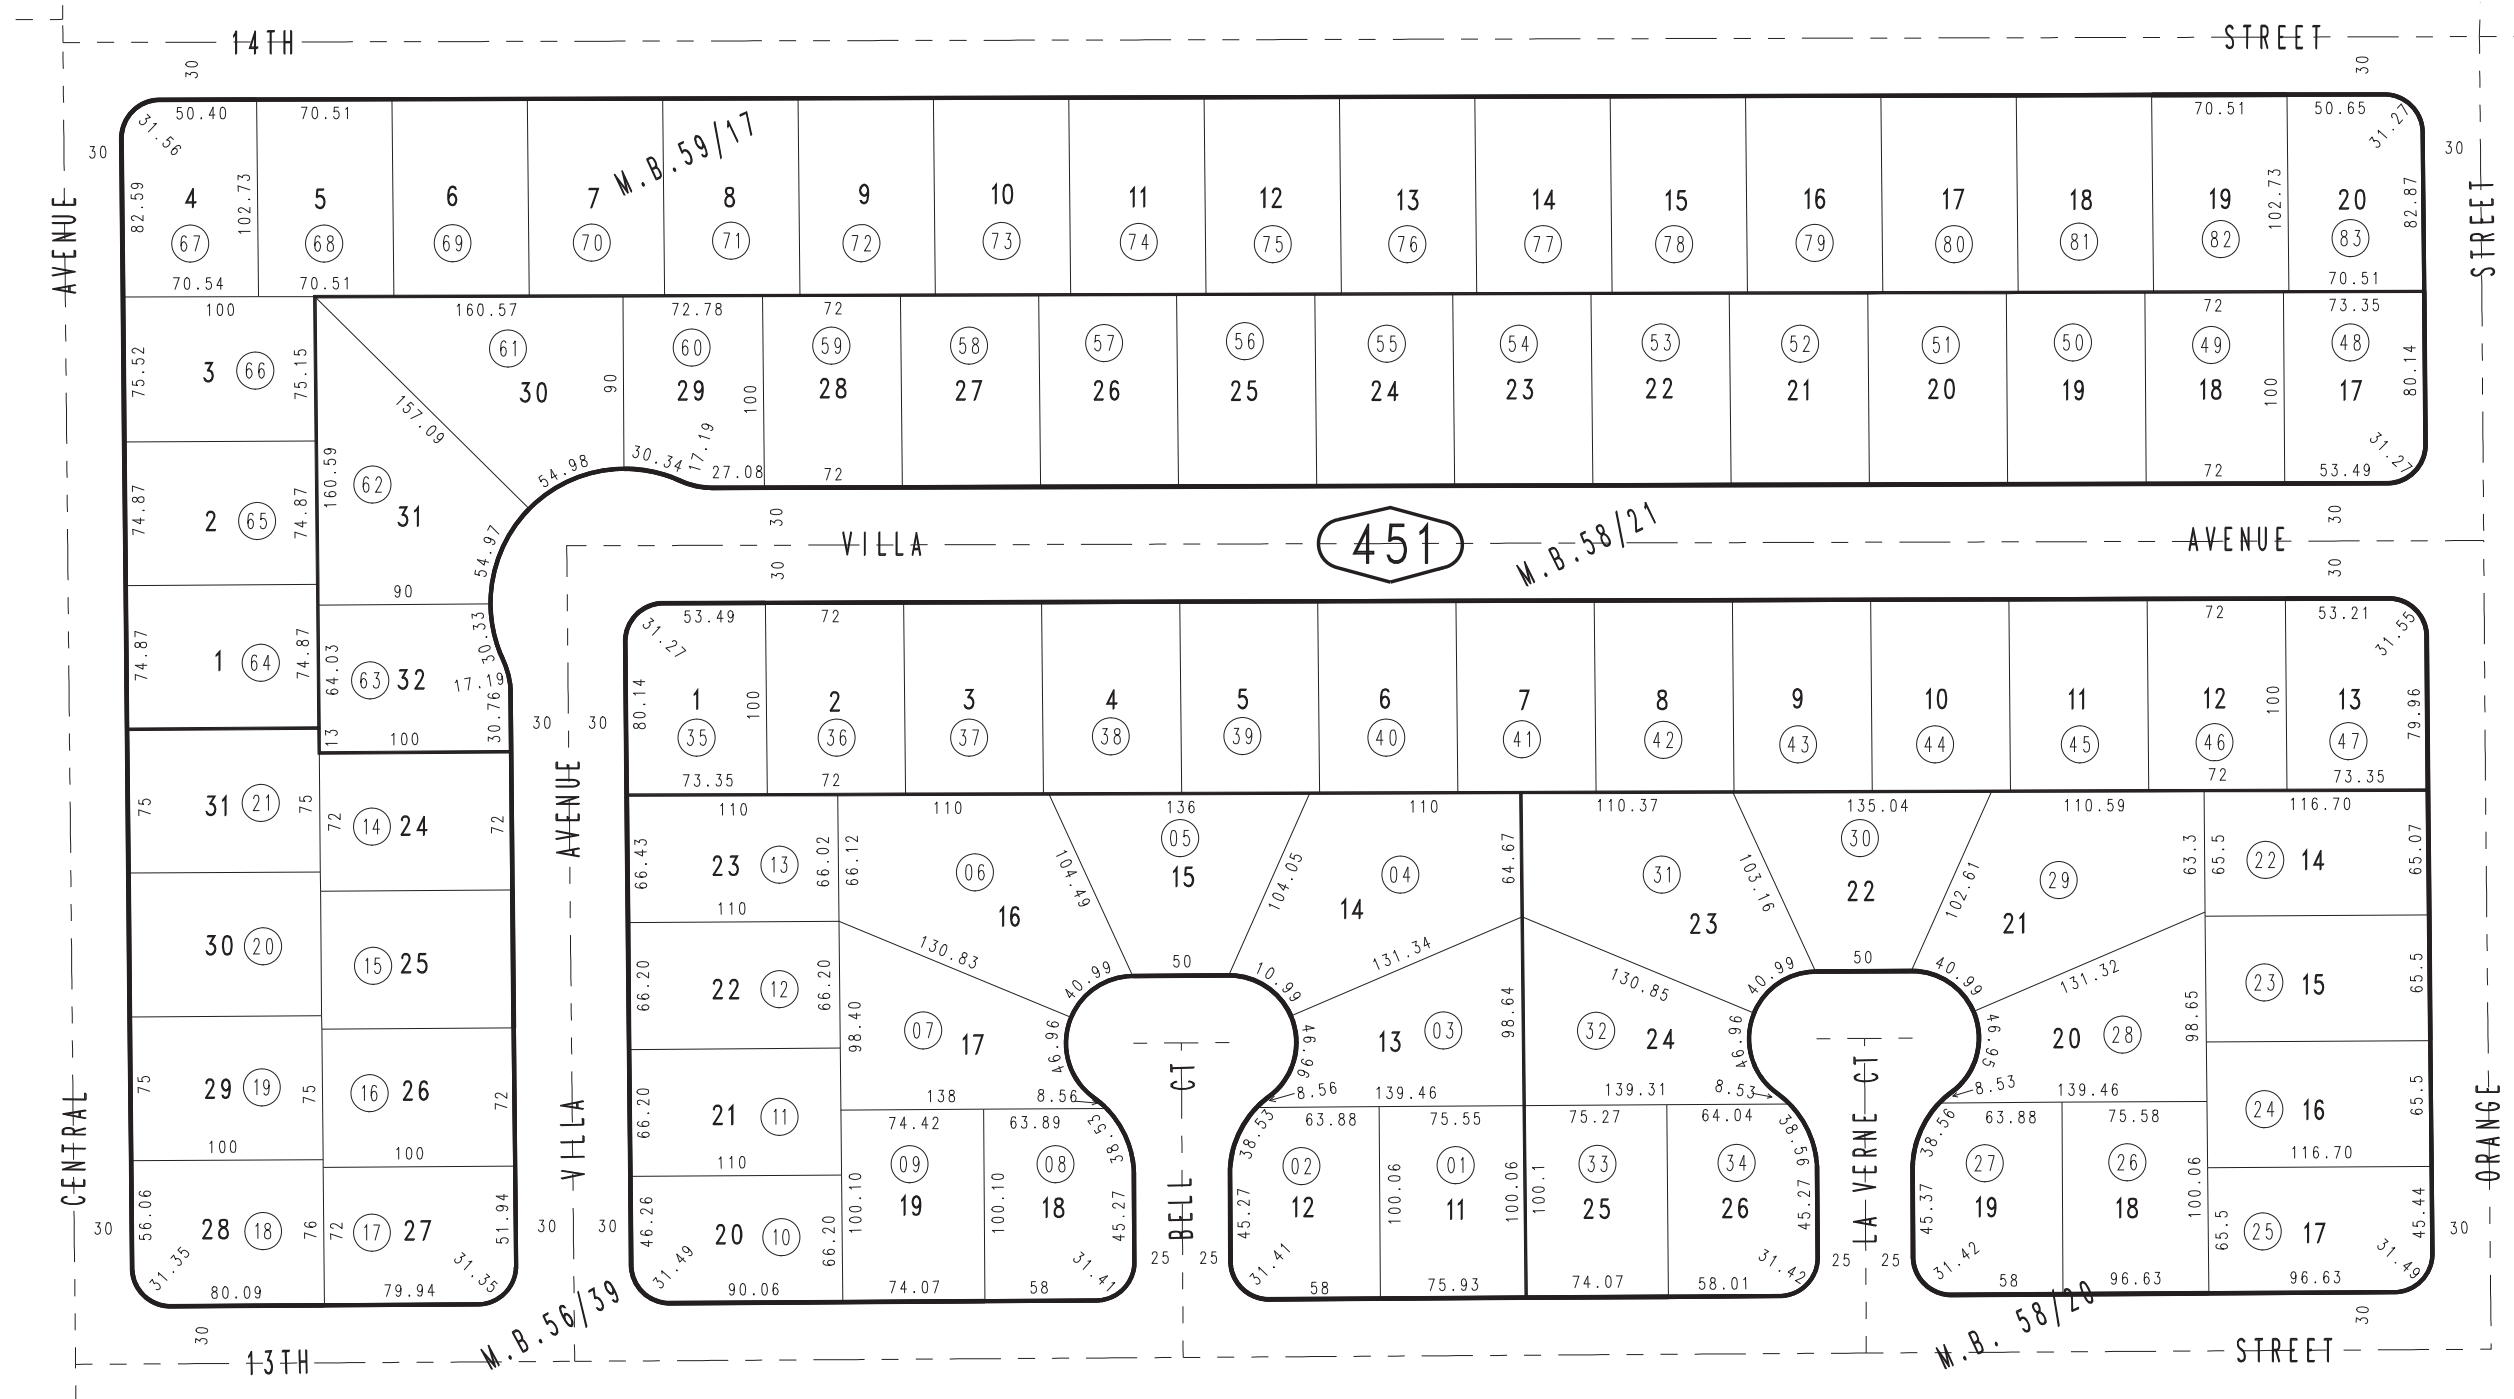 14TH STREET
30 30
50.40 70.51 70.51 50.65
31.56 M.B.59/17 31.27
30 30
AVENUE STREET
82.59 102.73 102.73 82.87
4 5 6 7 8 9 10 11 12 13 14 15 16 17 18 19 20
67 68 69 70 71 72 73 74 75 76 77 78 79 80 81 82 83
70.54 70.51 70.51
100 160.57 72.78 72 72 73.35
61 60 59 58 57 56 55 54 53 52 51 50 49 48
75.52 3 66 75.15 90 100 100 80.14
30 29 28 27 26 25 24 23 22 21 20 19 18 17
157.09
160.59 54.98 30.34 17.19 27.08 72 72 53.49 31.27
62
31
74.87 2 65 74.87
54.97
30 30
VILLA 451 M.B.58/21 AVENUE
30 30
90
53.49 72 72 53.21
31.27 31.55
74.87 1 64 74.87 64.03 63 32 17.19 30.33 30.76
30 30
80.14 100 100 79.96
1 2 3 4 5 6 7 8 9 10 11 12 13
35 36 37 38 39 40 41 42 43 44 45 46 47
13 100
73.35 72 72 73.35
AVENUE
110 110 136 110 110.37 135.04 110.59 116.70
75 31 21 75 72 14 24 72
66.43 23 13 66.02 66.12 06 16 104.49 05 15 104.05 04 14 64.67
31 23 103.16 30 22 102.61 29 21 63.3 65.5 22 14 65.07
110
130.83 40.99 50 10.99 131.34 130.85 40.99 50 40.99 131.32
30 20 15 25
66.20 22 12 66.20 98.40 07 17 46.96 46.96 13 03 98.64
32 24 46.96 46.95 20 28 98.65 23 15 65.5
138 8.56 8.56 139.46 139.31 8.53 8.53 139.46
75 29 19 75 16 26 72
66.20 21 11
24 16 65.5
100 100 110
74.42 63.89 38.53 38.53 63.88 75.55 75.27 64.04 38.56 38.56 63.88 75.58 116.70
CENTRAL VILLA BELL CT LA VERNE CT ORANGE
09 08 02 01 33 34 27 26
19 18 12 11 25 26 19 18
100.10 100.10 45.27 45.27 100.06 100.06 100.1 45.27 45.37 100.06
30 56.06 28 18 76 72 17 27 51.94 30 30
46.26 20 10 66.20
65.5 25 17 45.44 30
31.35 31.35 31.49 31.41 25 25 31.41 31.42 25 25 31.42 31.49
80.09 79.94 90.06 74.07 58 58 75.93 74.07 58.01 58 96.63 96.63
30 M.B.56/39 M.B. 58/20 30
13TH STREET